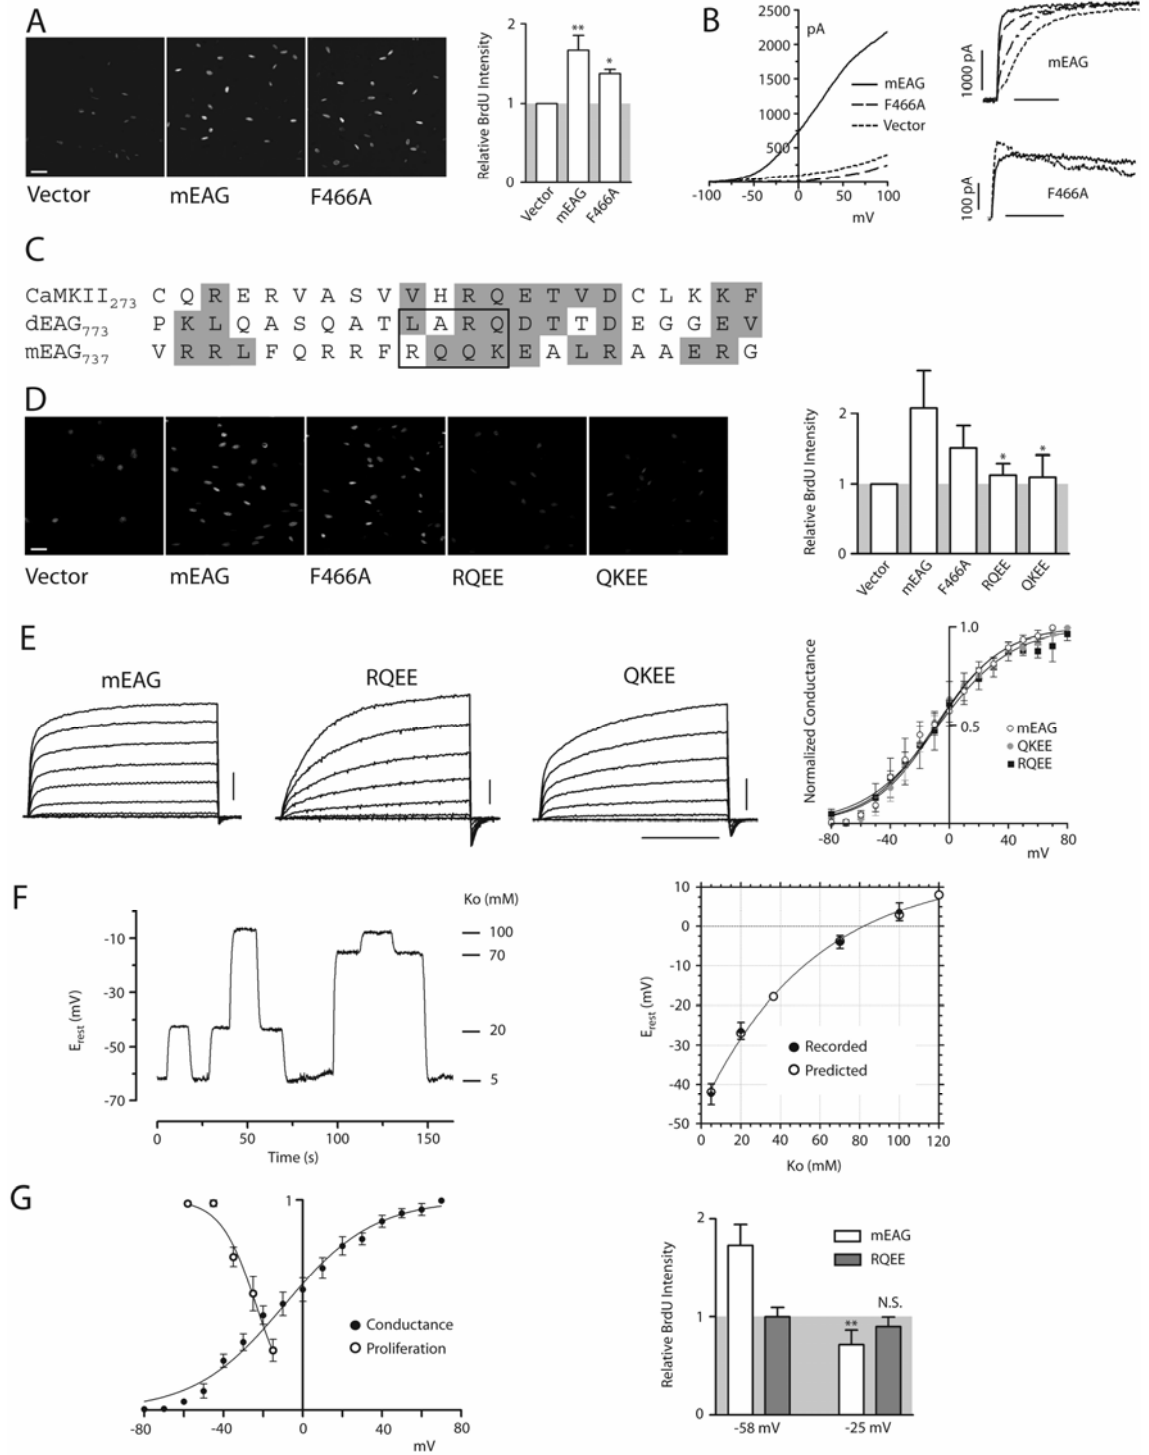 A
Vector
mEAG
F466A
Relative BrdU Intensity
2
1
0
**
*
Vector
mEAG
F466A
B
2500
2000
1500
1000
500
pA
mEAG
F466A
Vector
-100
-50
0
50
100
mV
1000 pA
mEAG
100 pA
F466A
C
CaMKII273 C Q R E R V A S V V H R Q E T V D C L K K F
dEAG773 P K L Q A S Q A T L A R Q D T T D E G G E V
mEAG737 V R R L F Q R R F R Q Q K E A L R A A E R G
D
Vector
mEAG
F466A
RQEE
QKEE
Relative BrdU Intensity
2
1
0
*
*
Vector
mEAG
F466A
RQEE
QKEE
E
mEAG
RQEE
QKEE
Normalized Conductance
1.0
0.5
mEAG
QKEE
RQEE
-80
-40
0
40
80
mV
F
Erest (mV)
-10
-30
-50
-70
0
50
100
150
Time (s)
Ko (mM)
100
70
20
5
Erest (mV)
10
0
-10
-20
-30
-40
-50
Recorded
Predicted
0
20
40
60
80
100
120
Ko (mM)
G
1
Conductance
Proliferation
-80
-40
0
40
80
mV
Relative BrdU Intensity
2
1
0
mEAG
RQEE
**
N.S.
-58 mV
-25 mV